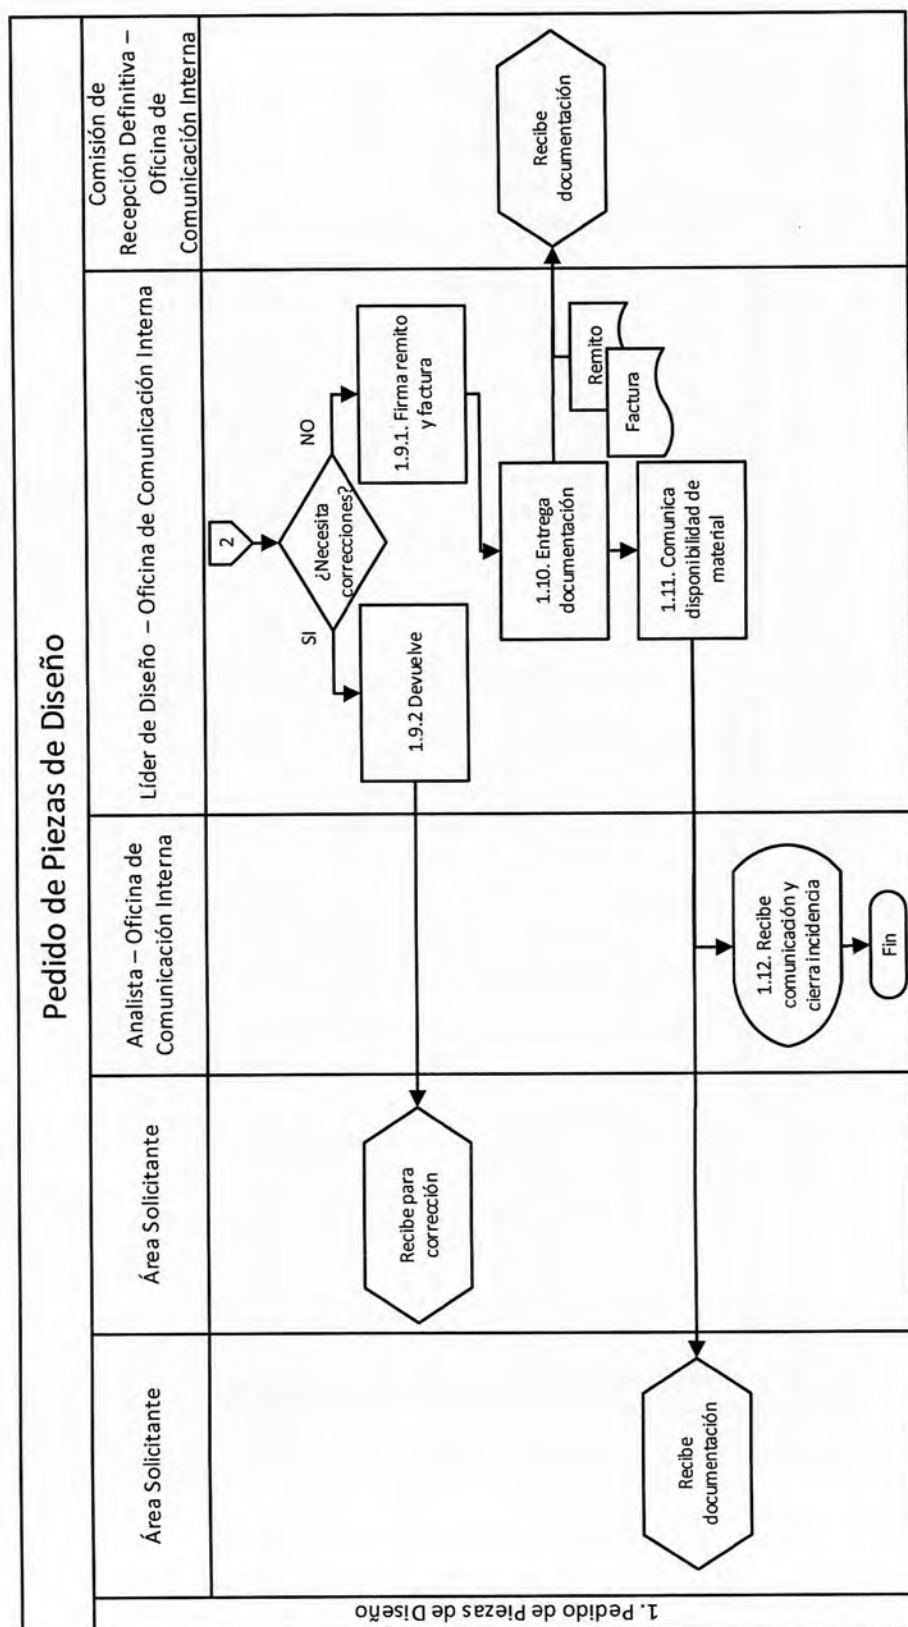 Pedido de Piezas de Diseño
Área Solicitante
Área Solicitante
Analista – Oficina de
Comunicación Interna
Líder de Diseño – Oficina de Comunicación Interna
Comisión de
Recepción Definitiva –
Oficina de
Comunicación Interna
1. Pedido de Piezas de Diseño
2
¿Necesita
correcciones?
SI
NO
1.9.2 Devuelve
1.9.1. Firma remito
y factura
Recibe para
corrección
1.10. Entrega
documentación
Remito
Factura
Recibe
documentación
1.11. Comunica
disponibilidad de
material
Recibe
documentación
1.12. Recibe
comunicación y
cierra incidencia
Fin